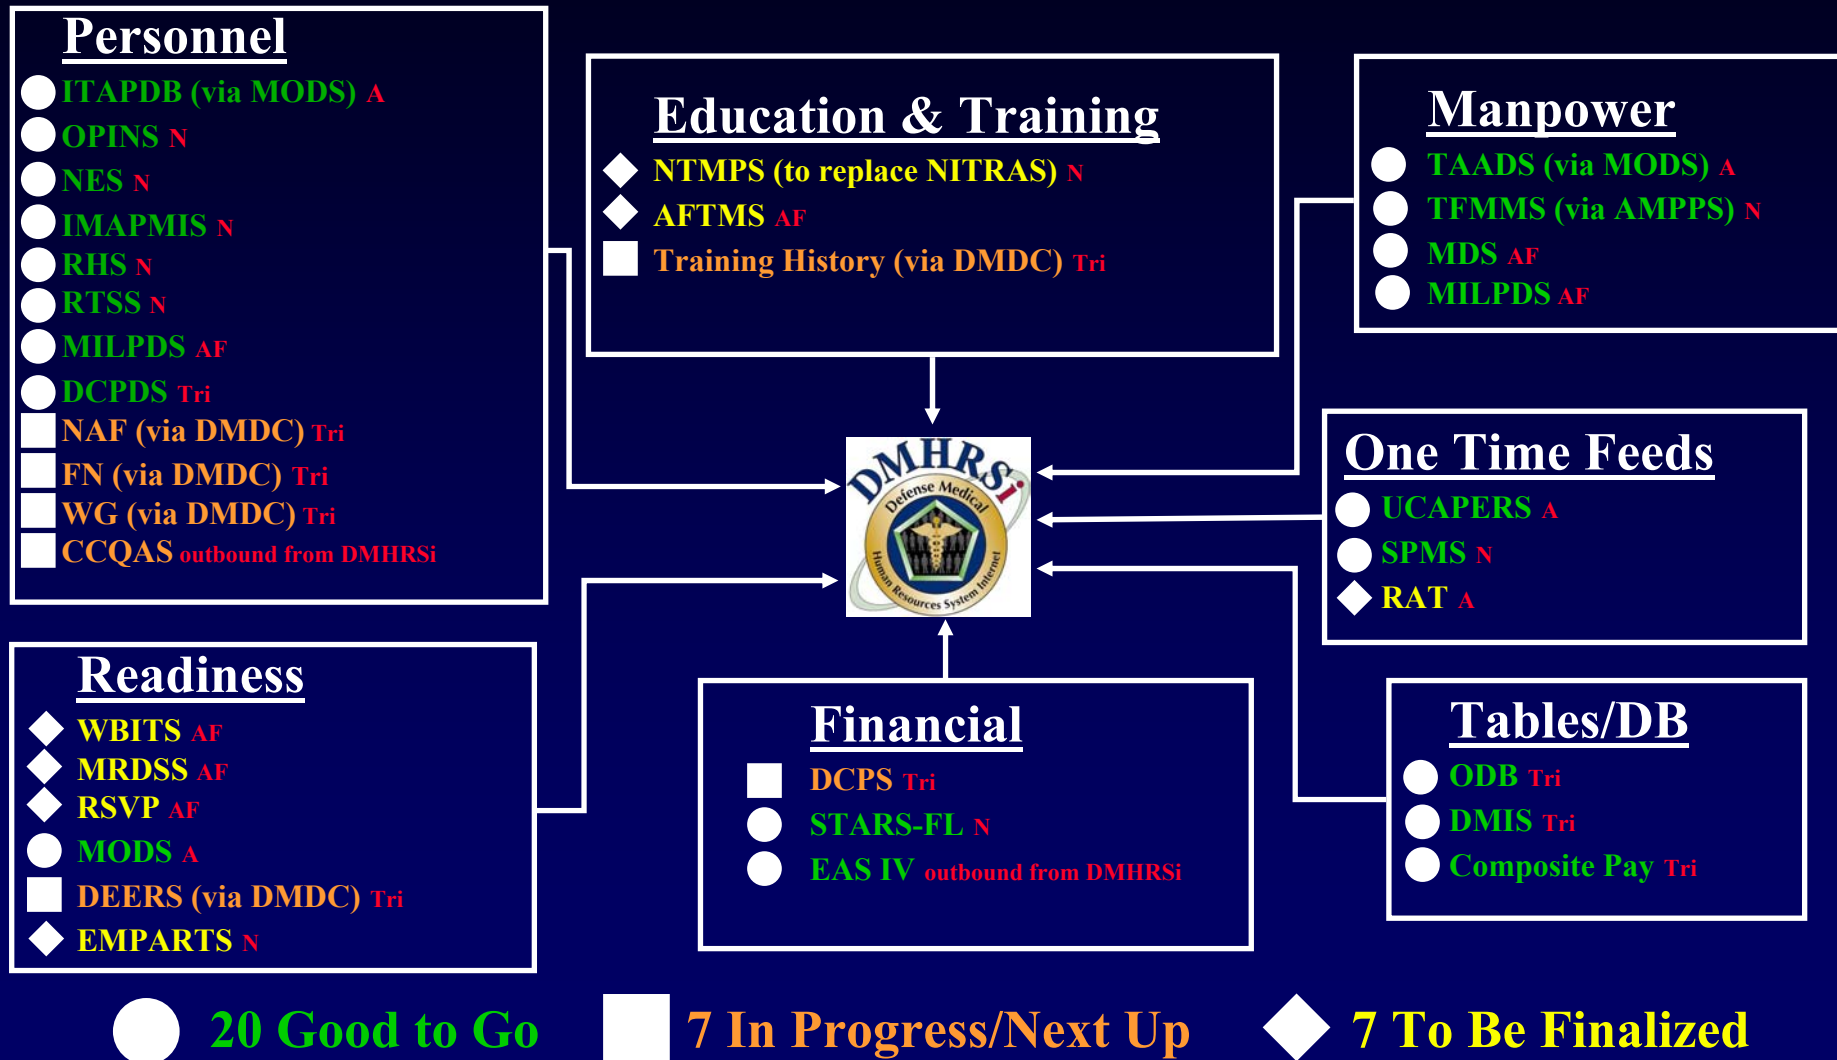 Personnel
ITAPDB (via MODS) A
OPINS N
NES N
IMAPMIS N
RHS N
RTSS N
MILPDS AF
DCPDS Tri
NAF (via DMDC) Tri
FN (via DMDC) Tri
WG (via DMDC) Tri
CCQAS outbound from DMHRSi
Education & Training
NTMPS (to replace NITRAS) N
AFTMS AF
Training History (via DMDC) Tri
Manpower
TAADS (via MODS) A
TFMMS (via AMPPS) N
MDS AF
MILPDS AF
DMHRSi
Defense Medical
Human Resources System Internet
One Time Feeds
UCAPERS A
SPMS N
RAT A
Readiness
WBITS AF
MRDSS AF
RSVP AF
MODS A
DEERS (via DMDC) Tri
EMPARTS N
Financial
DCPS Tri
STARS-FL N
EAS IV outbound from DMHRSi
Tables/DB
ODB Tri
DMIS Tri
Composite Pay Tri
20 Good to Go
7 In Progress/Next Up
7 To Be Finalized